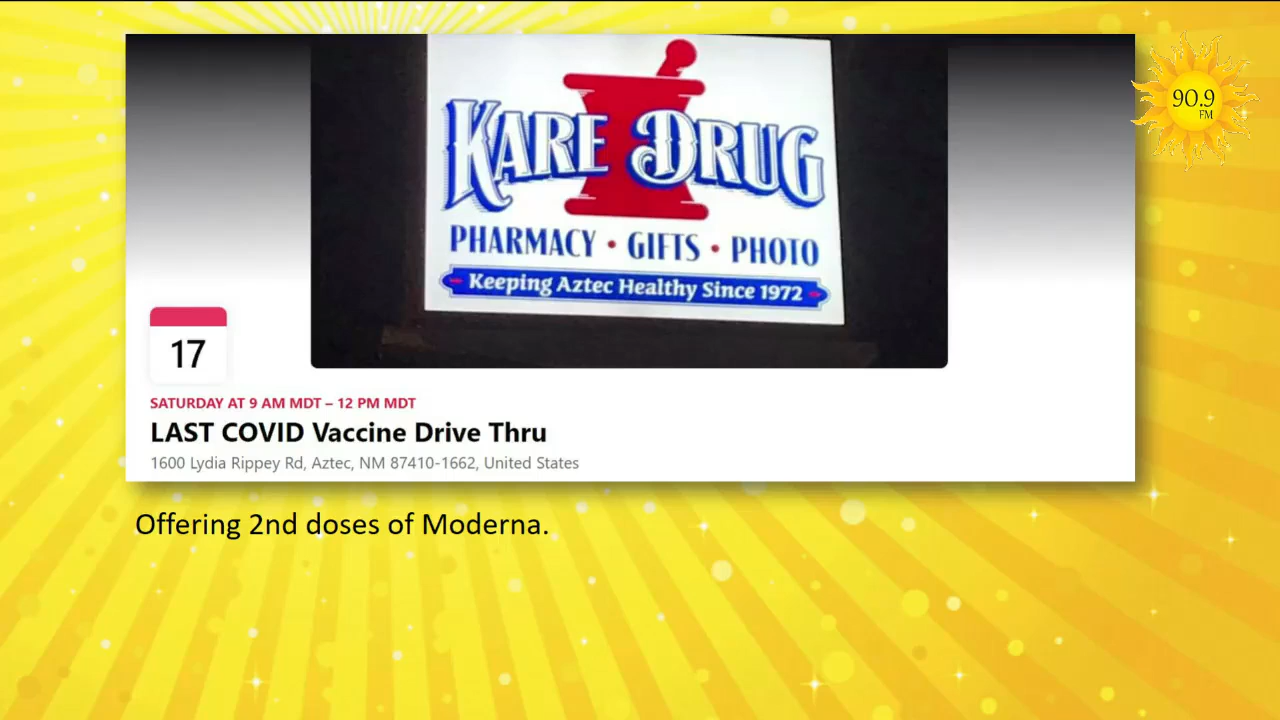 KARE DRUG
PHARMACY • GIFTS • PHOTO
Keeping Aztec Healthy Since 1972
90.9
FM
17
SATURDAY AT 9 AM MDT – 12 PM MDT
LAST COVID Vaccine Drive Thru
1600 Lydia Rippey Rd, Aztec, NM 87410-1662, United States
Offering 2nd doses of Moderna.